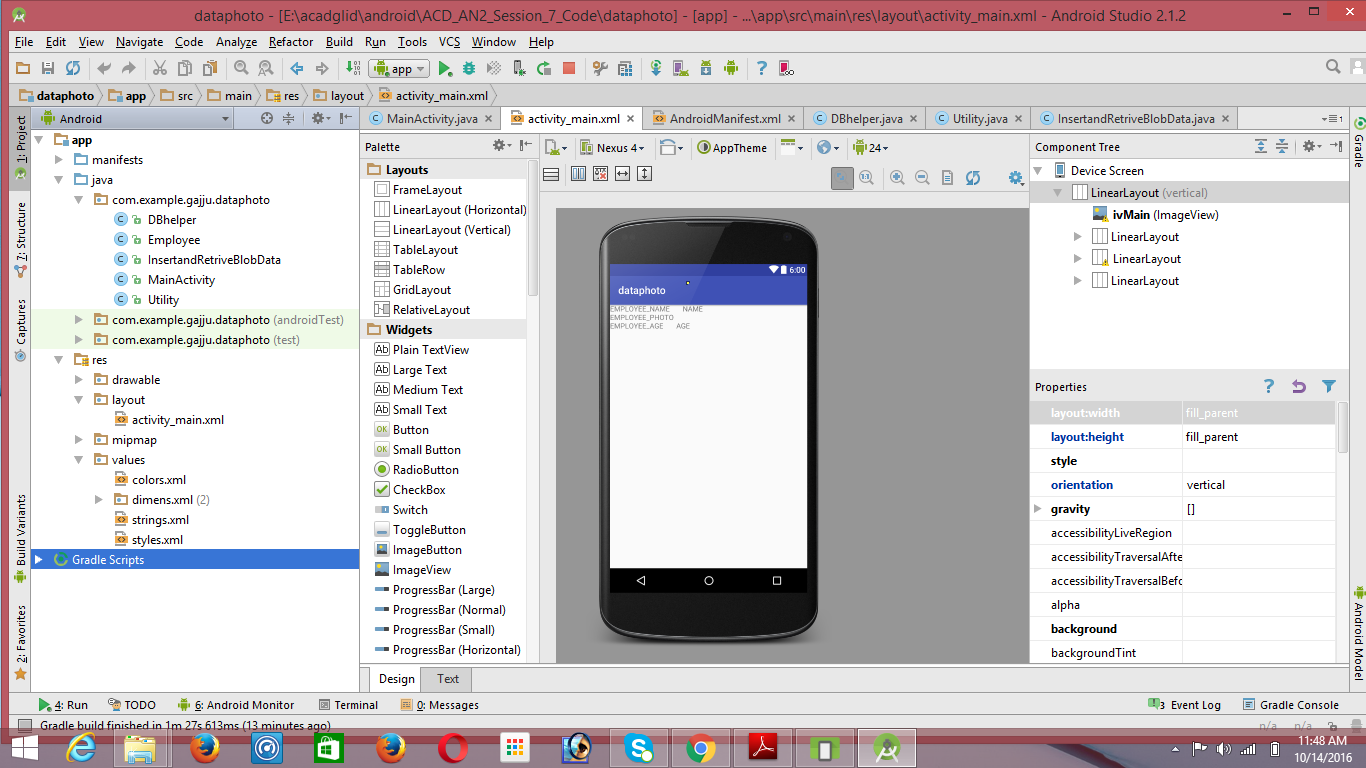 dataphoto - [E:\acadglid\android\ACD_AN2_Session_7_Code\dataphoto] - [app] - ...\app\src\main\res\layout\activity_main.xml - Android Studio 2.1.2
File Edit View Navigate Code Analyze Refactor Build Run Tools VCS Window Help
app
dataphoto app src main res layout activity_main.xml
Android
MainActivity.java activity_main.xml AndroidManifest.xml DBhelper.java Utility.java InsertandRetriveBlobData.java
1: Project
7: Structure
Captures
Build Variants
2: Favorites
app
manifests
java
com.example.gajju.dataphoto
DBhelper
Employee
InsertandRetriveBlobData
MainActivity
Utility
com.example.gajju.dataphoto (androidTest)
com.example.gajju.dataphoto (test)
res
drawable
layout
activity_main.xml
mipmap
values
colors.xml
dimens.xml (2)
strings.xml
styles.xml
Gradle Scripts
Palette
Layouts
FrameLayout
LinearLayout (Horizontal)
LinearLayout (Vertical)
TableLayout
TableRow
GridLayout
RelativeLayout
Widgets
Plain TextView
Large Text
Medium Text
Small Text
Button
Small Button
RadioButton
CheckBox
Switch
ToggleButton
ImageButton
ImageView
ProgressBar (Large)
ProgressBar (Normal)
ProgressBar (Small)
ProgressBar (Horizontal)
Nexus 4 AppTheme 24
6:00
dataphoto
EMPLOYEE_NAME NAME
EMPLOYEE_PHOTO
EMPLOYEE_AGE AGE
Design Text
Component Tree
Device Screen
LinearLayout (vertical)
ivMain (ImageView)
LinearLayout
LinearLayout
LinearLayout
Properties
layout:width fill_parent
layout:height fill_parent
style
orientation vertical
gravity []
accessibilityLiveRegion
accessibilityTraversalAfte
accessibilityTraversalBefo
alpha
background
backgroundTint
Gradle
Android Model
4: Run TODO 6: Android Monitor Terminal 0: Messages 3 Event Log Gradle Console
Gradle build finished in 1m 27s 613ms (13 minutes ago) n/a n/a
11:48 AM
10/14/2016